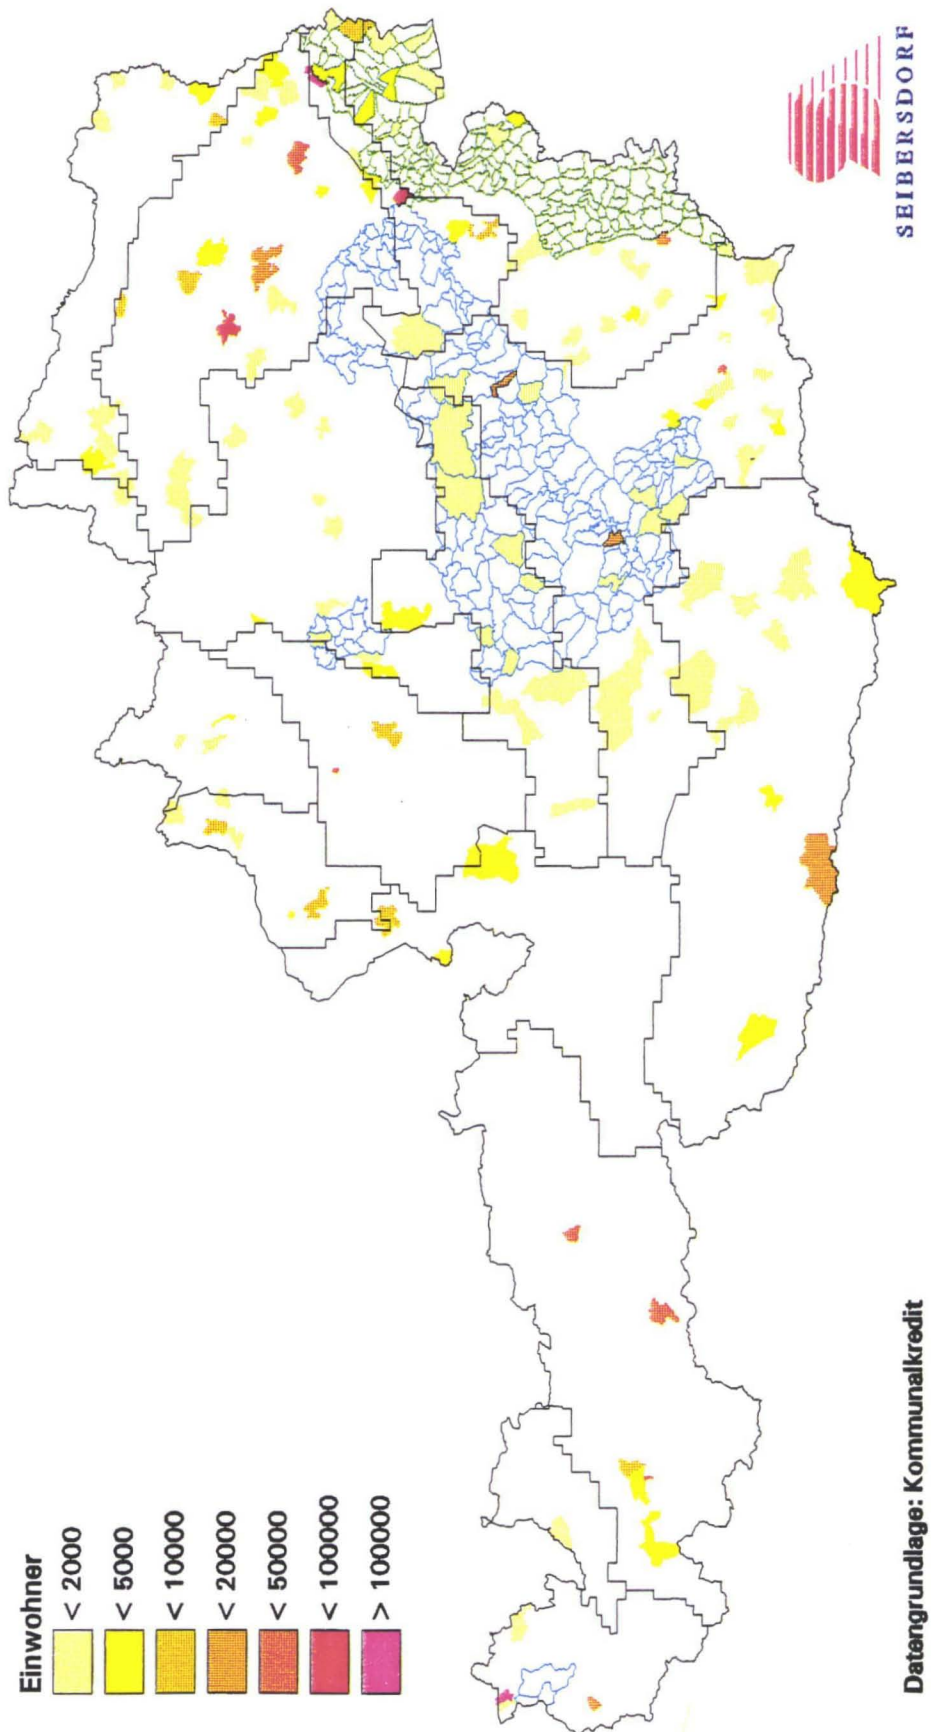 Einwohner
< 2000
< 5000
< 10000
< 20000
< 50000
< 100000
> 100000
Datengrundlage: Kommunalkredit
SEIBERSDORF